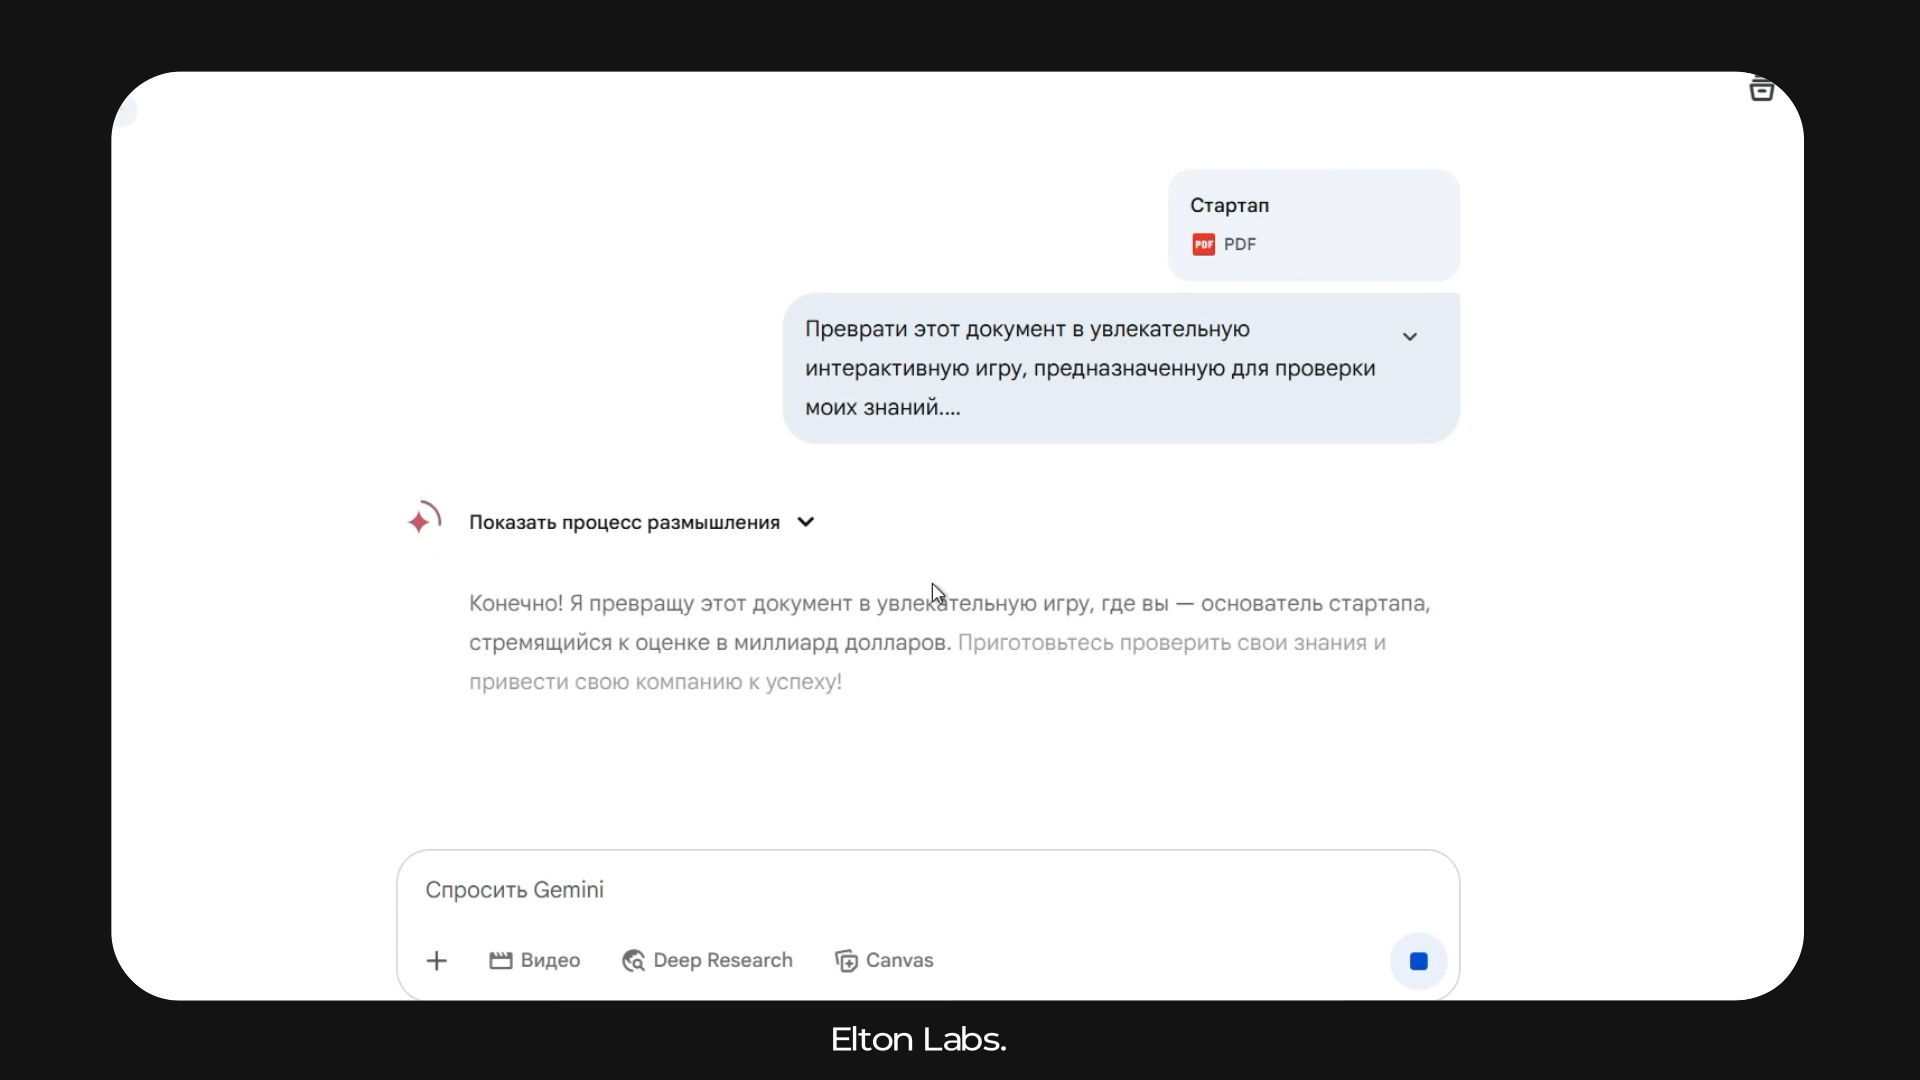 Стартап
PDF PDF
Преврати этот документ в увлекательную
интерактивную игру, предназначенную для проверки
моих знаний....
Показать процесс размышления
Конечно! Я превращу этот документ в увлекательную игру, где вы — основатель стартапа,
стремящийся к оценке в миллиард долларов. Приготовьтесь проверить свои знания и
привести свою компанию к успеху!
Спросить Gemini
Видео Deep Research Canvas
Elton Labs.